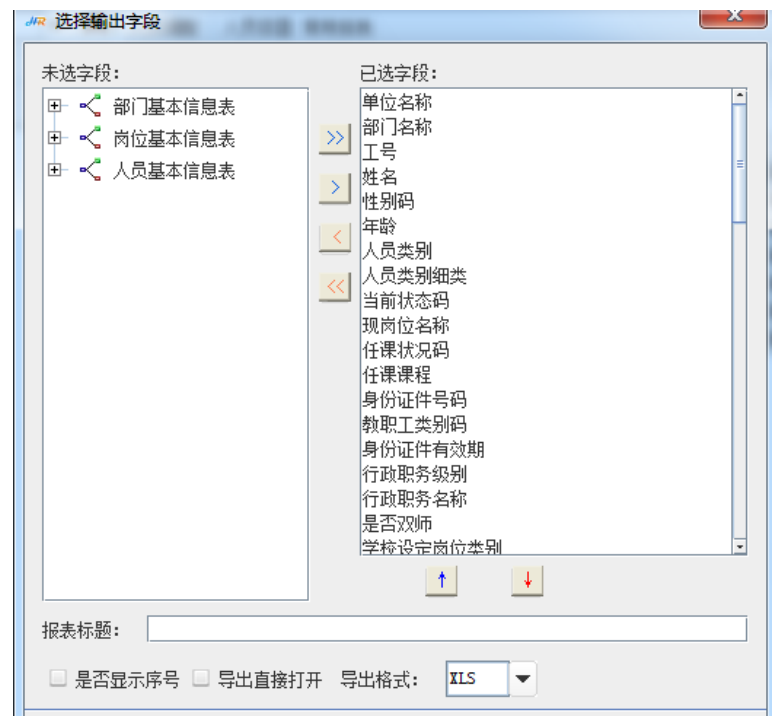 HR 选择输出字段
未选字段:
部门基本信息表
岗位基本信息表
人员基本信息表
>>
>
<
<<
已选字段:
单位名称
部门名称
工号
姓名
性别码
年龄
人员类别
人员类别细类
当前状态码
现岗位名称
任课状况码
任课课程
身份证件号码
教职工类别码
身份证件有效期
行政职务级别
行政职务名称
是否双师
学校设定岗位类别
报表标题:
是否显示序号 导出直接打开 导出格式: XLS